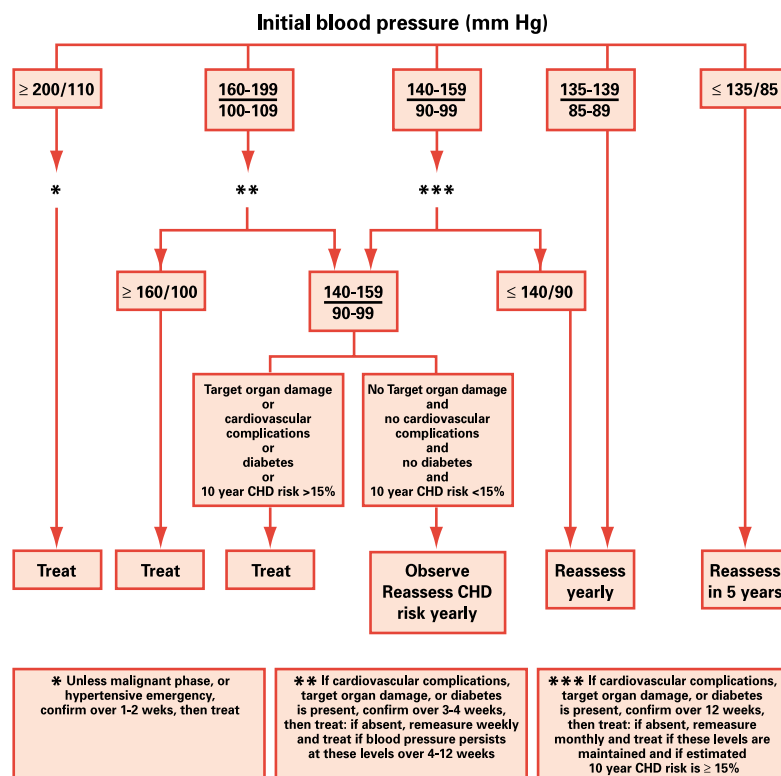 Initial blood pressure (mm Hg)
≥ 200/110
160-199
100-109
140-159
90-99
135-139
85-89
≤ 135/85
*
**
***
≥ 160/100
140-159
90-99
≤ 140/90
Target organ damage
or
cardiovascular
complications
or
diabetes
or
10 year CHD risk >15%
No Target organ damage
and
no cardiovascular
complications
and
no diabetes
and
10 year CHD risk <15%
Treat
Treat
Treat
Observe
Reassess CHD
risk yearly
Reassess
yearly
Reassess
in 5 years
* Unless malignant phase, or
hypertensive emergency,
confirm over 1-2 weks, then treat
** If cardiovascular complications,
target organ damage, or diabetes
is present, confirm over 3-4 weeks,
then treat: if absent, remeasure weekly
and treat if blood pressure persists
at these levels over 4-12 weeks
*** If cardiovascular complications,
target organ damage, or diabetes
is present, confirm over 12 weeks,
then treat: if absent, remeasure
monthly and treat if these levels are
maintained and if estimated
10 year CHD risk is ≥ 15%